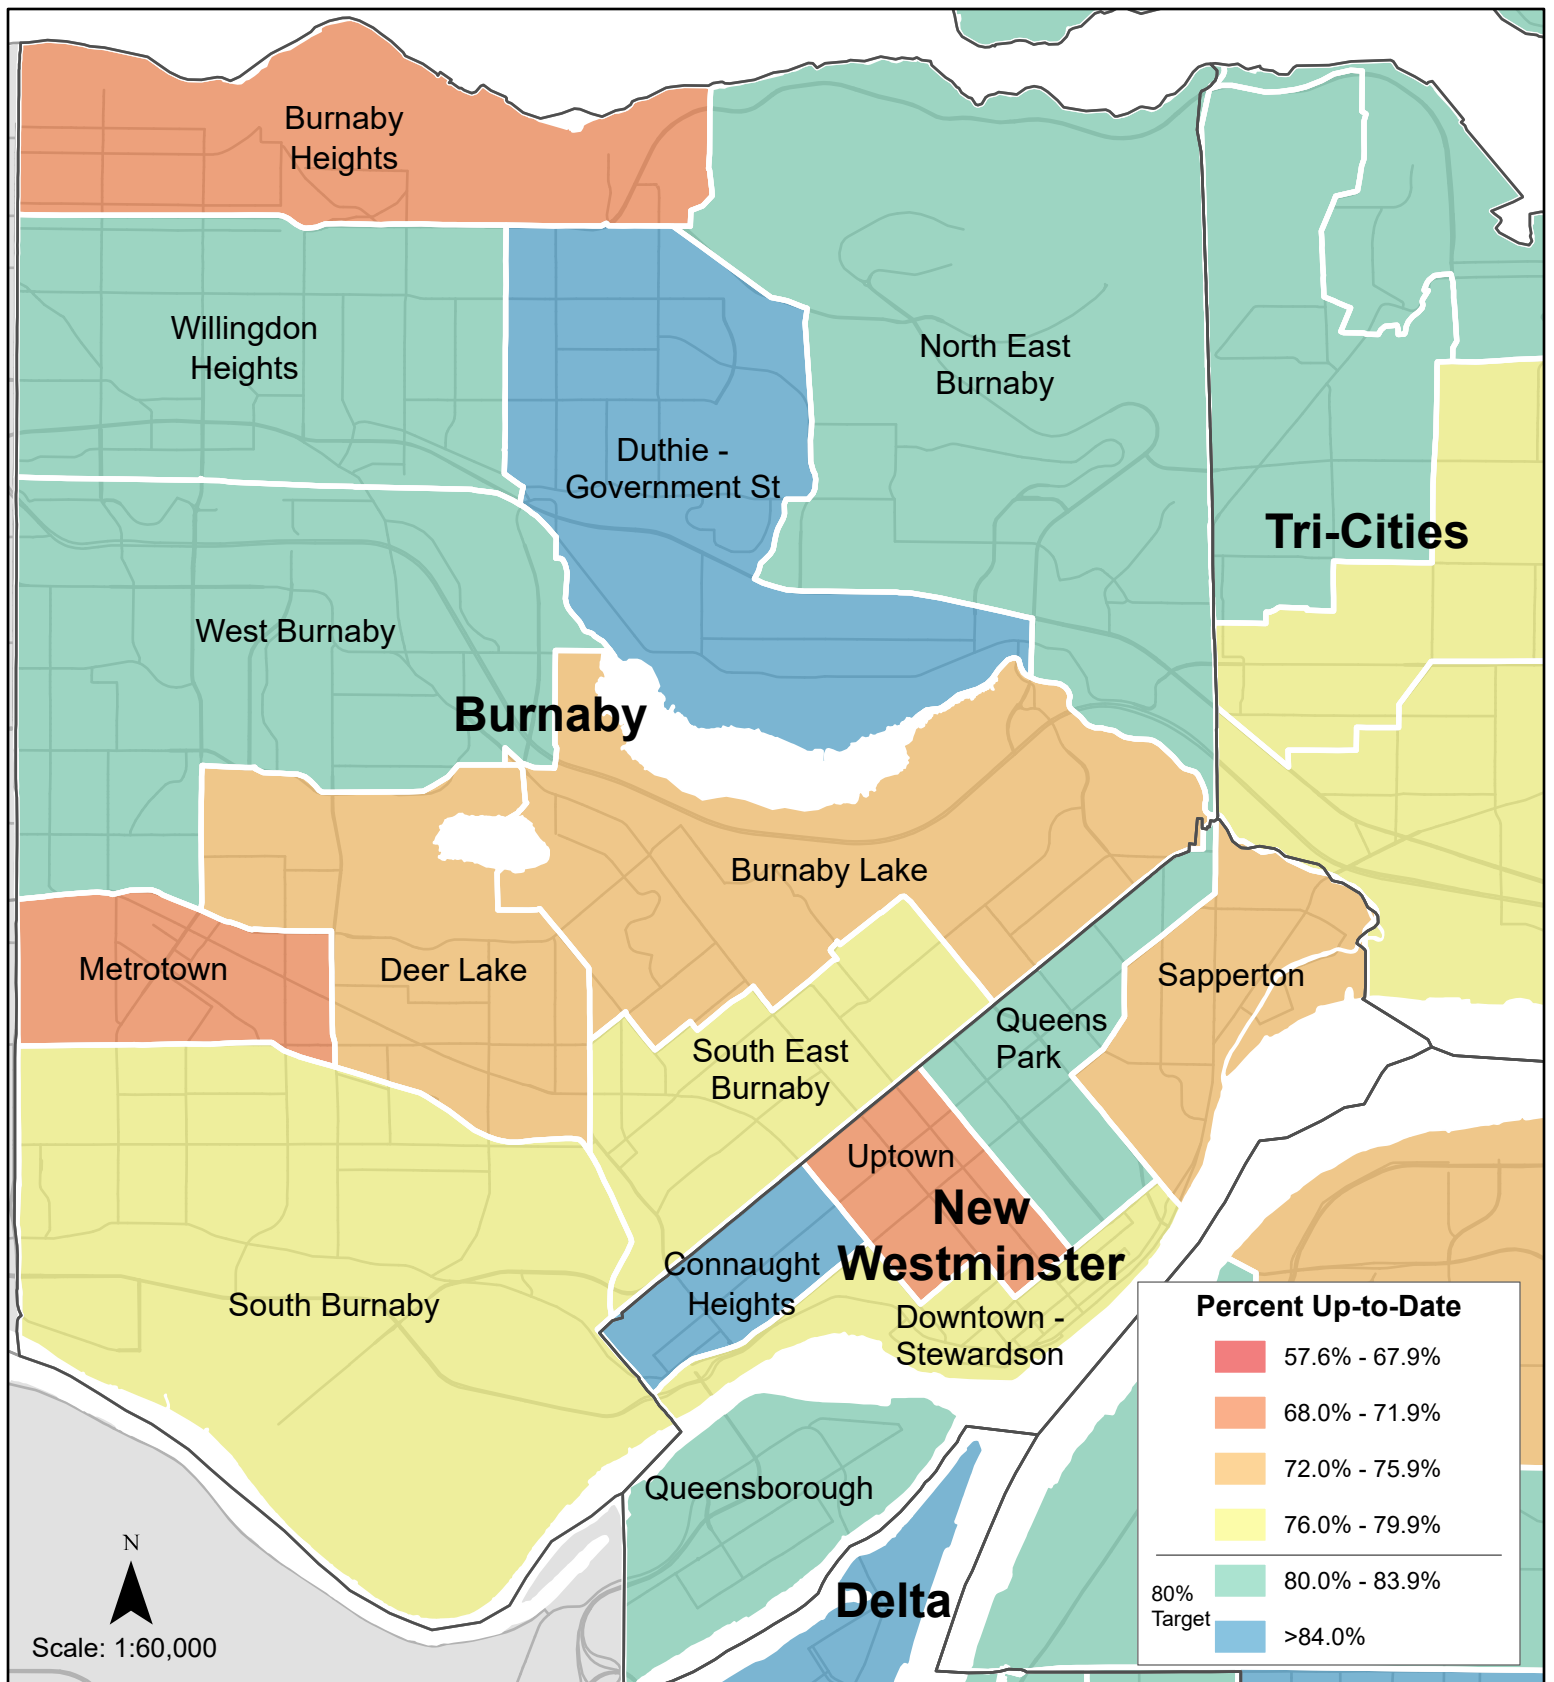 Burnaby
Heights
Willingdon
Heights
North East
Burnaby
Duthie -
Government St
Tri-Cities
West Burnaby
Burnaby
Burnaby Lake
Metrotown
Deer Lake
Sapperton
Queens
Park
South East
Burnaby
Uptown
New
Westminster
Connaught
Heights
South Burnaby
Downtown -
Stewardson
Queensborough
Delta
N
Scale: 1:60,000
Percent Up-to-Date
57.6% - 67.9%
68.0% - 71.9%
72.0% - 75.9%
76.0% - 79.9%
80.0% - 83.9%
80%
Target
>84.0%